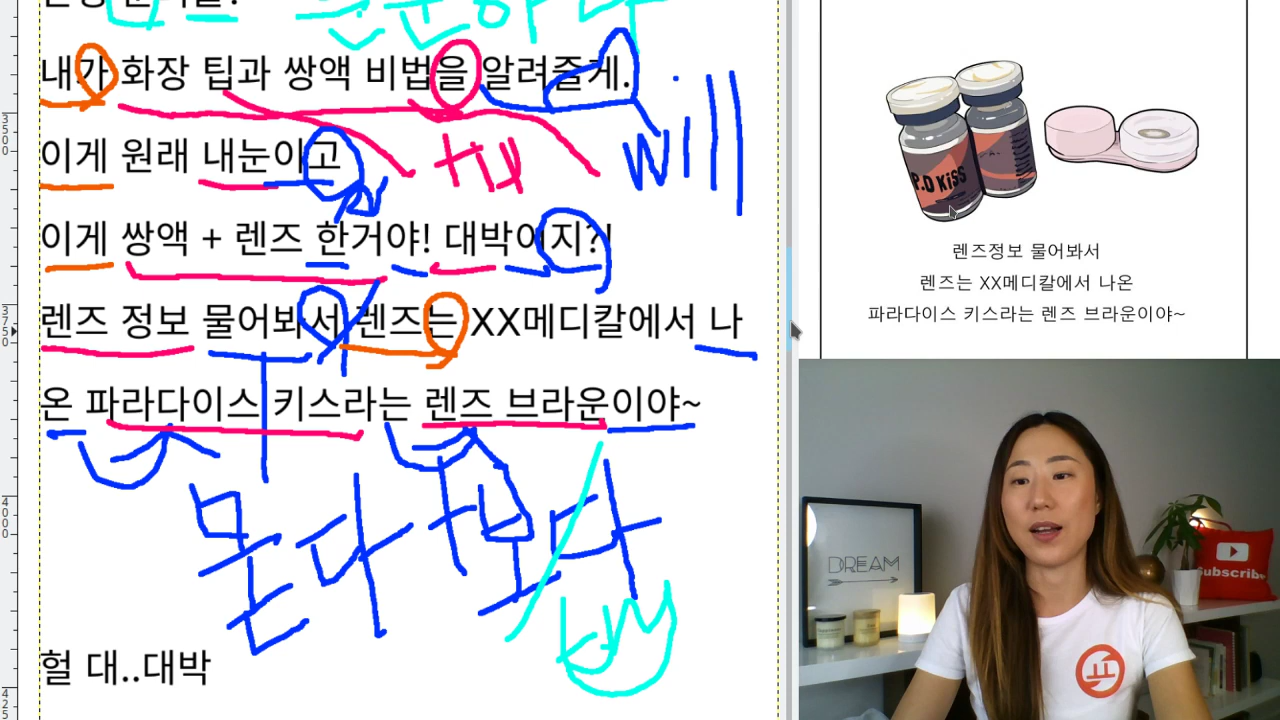 내가 화장 팁과 쌍액 비법을 알려줄게.
이게 원래 내눈이고
이게 쌍액 + 렌즈 한거야! 대박이지?!
렌즈 정보 물어봐서 렌즈는 XX메디칼에서 나
온 파라다이스 키스라는 렌즈 브라운이야~
헐 대..대박
will
묻다 + 보다
P.D KiSS
렌즈정보 물어봐서
렌즈는 XX메디칼에서 나온
파라다이스 키스라는 렌즈 브라운이야~
DREAM
Subscribe